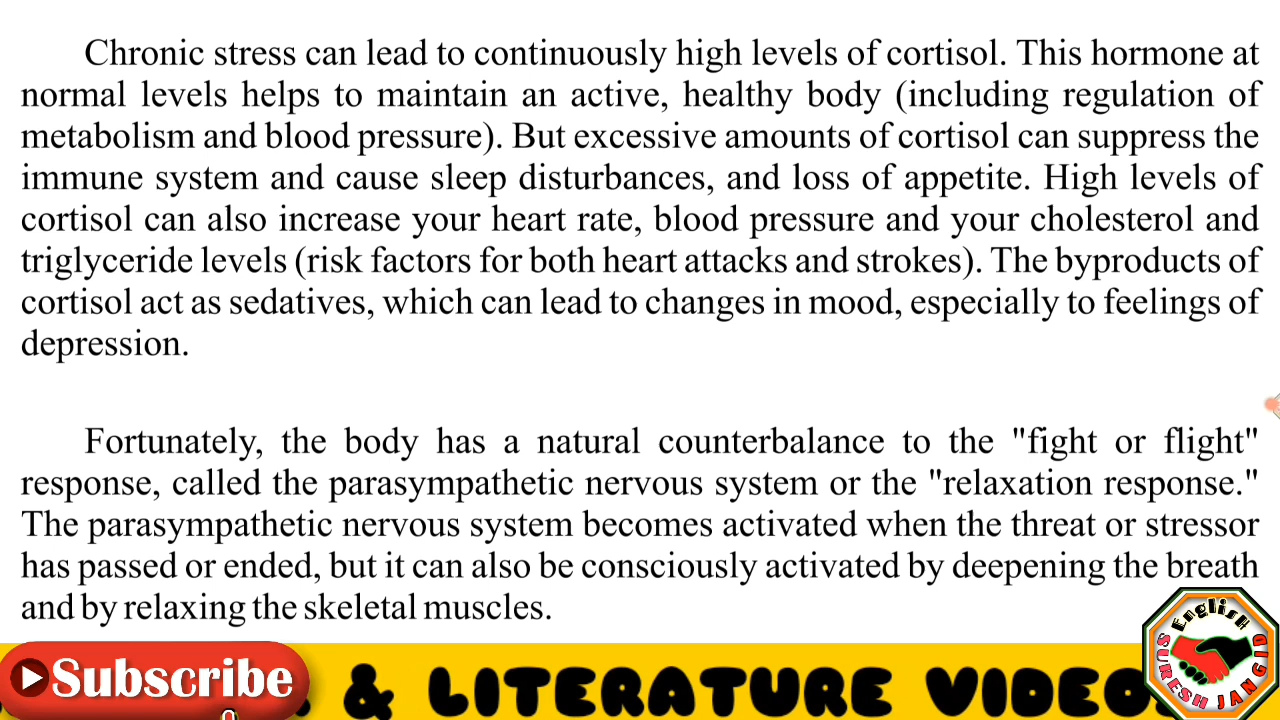 Chronic stress can lead to continuously high levels of cortisol. This hormone at
normal levels helps to maintain an active, healthy body (including regulation of
metabolism and blood pressure). But excessive amounts of cortisol can suppress the
immune system and cause sleep disturbances, and loss of appetite. High levels of
cortisol can also increase your heart rate, blood pressure and your cholesterol and
triglyceride levels (risk factors for both heart attacks and strokes). The byproducts of
cortisol act as sedatives, which can lead to changes in mood, especially to feelings of
depression.
Fortunately, the body has a natural counterbalance to the "fight or flight"
response, called the parasympathetic nervous system or the "relaxation response."
The parasympathetic nervous system becomes activated when the threat or stressor
has passed or ended, but it can also be consciously activated by deepening the breath
and by relaxing the skeletal muscles.
English
SURESH JANGID
Subscribe
& LITERATURE VIDEO